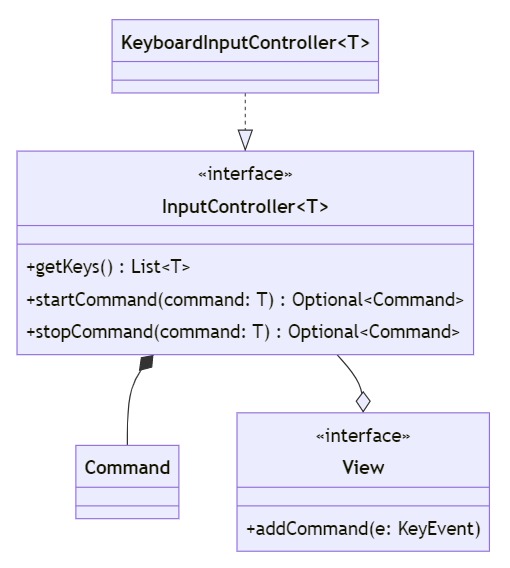 KeyboardInputController<T>
«interface»
InputController<T>
+getKeys() : List<T>
+startCommand(command: T) : Optional<Command>
+stopCommand(command: T) : Optional<Command>
Command
«interface»
View
+addCommand(e: KeyEvent)